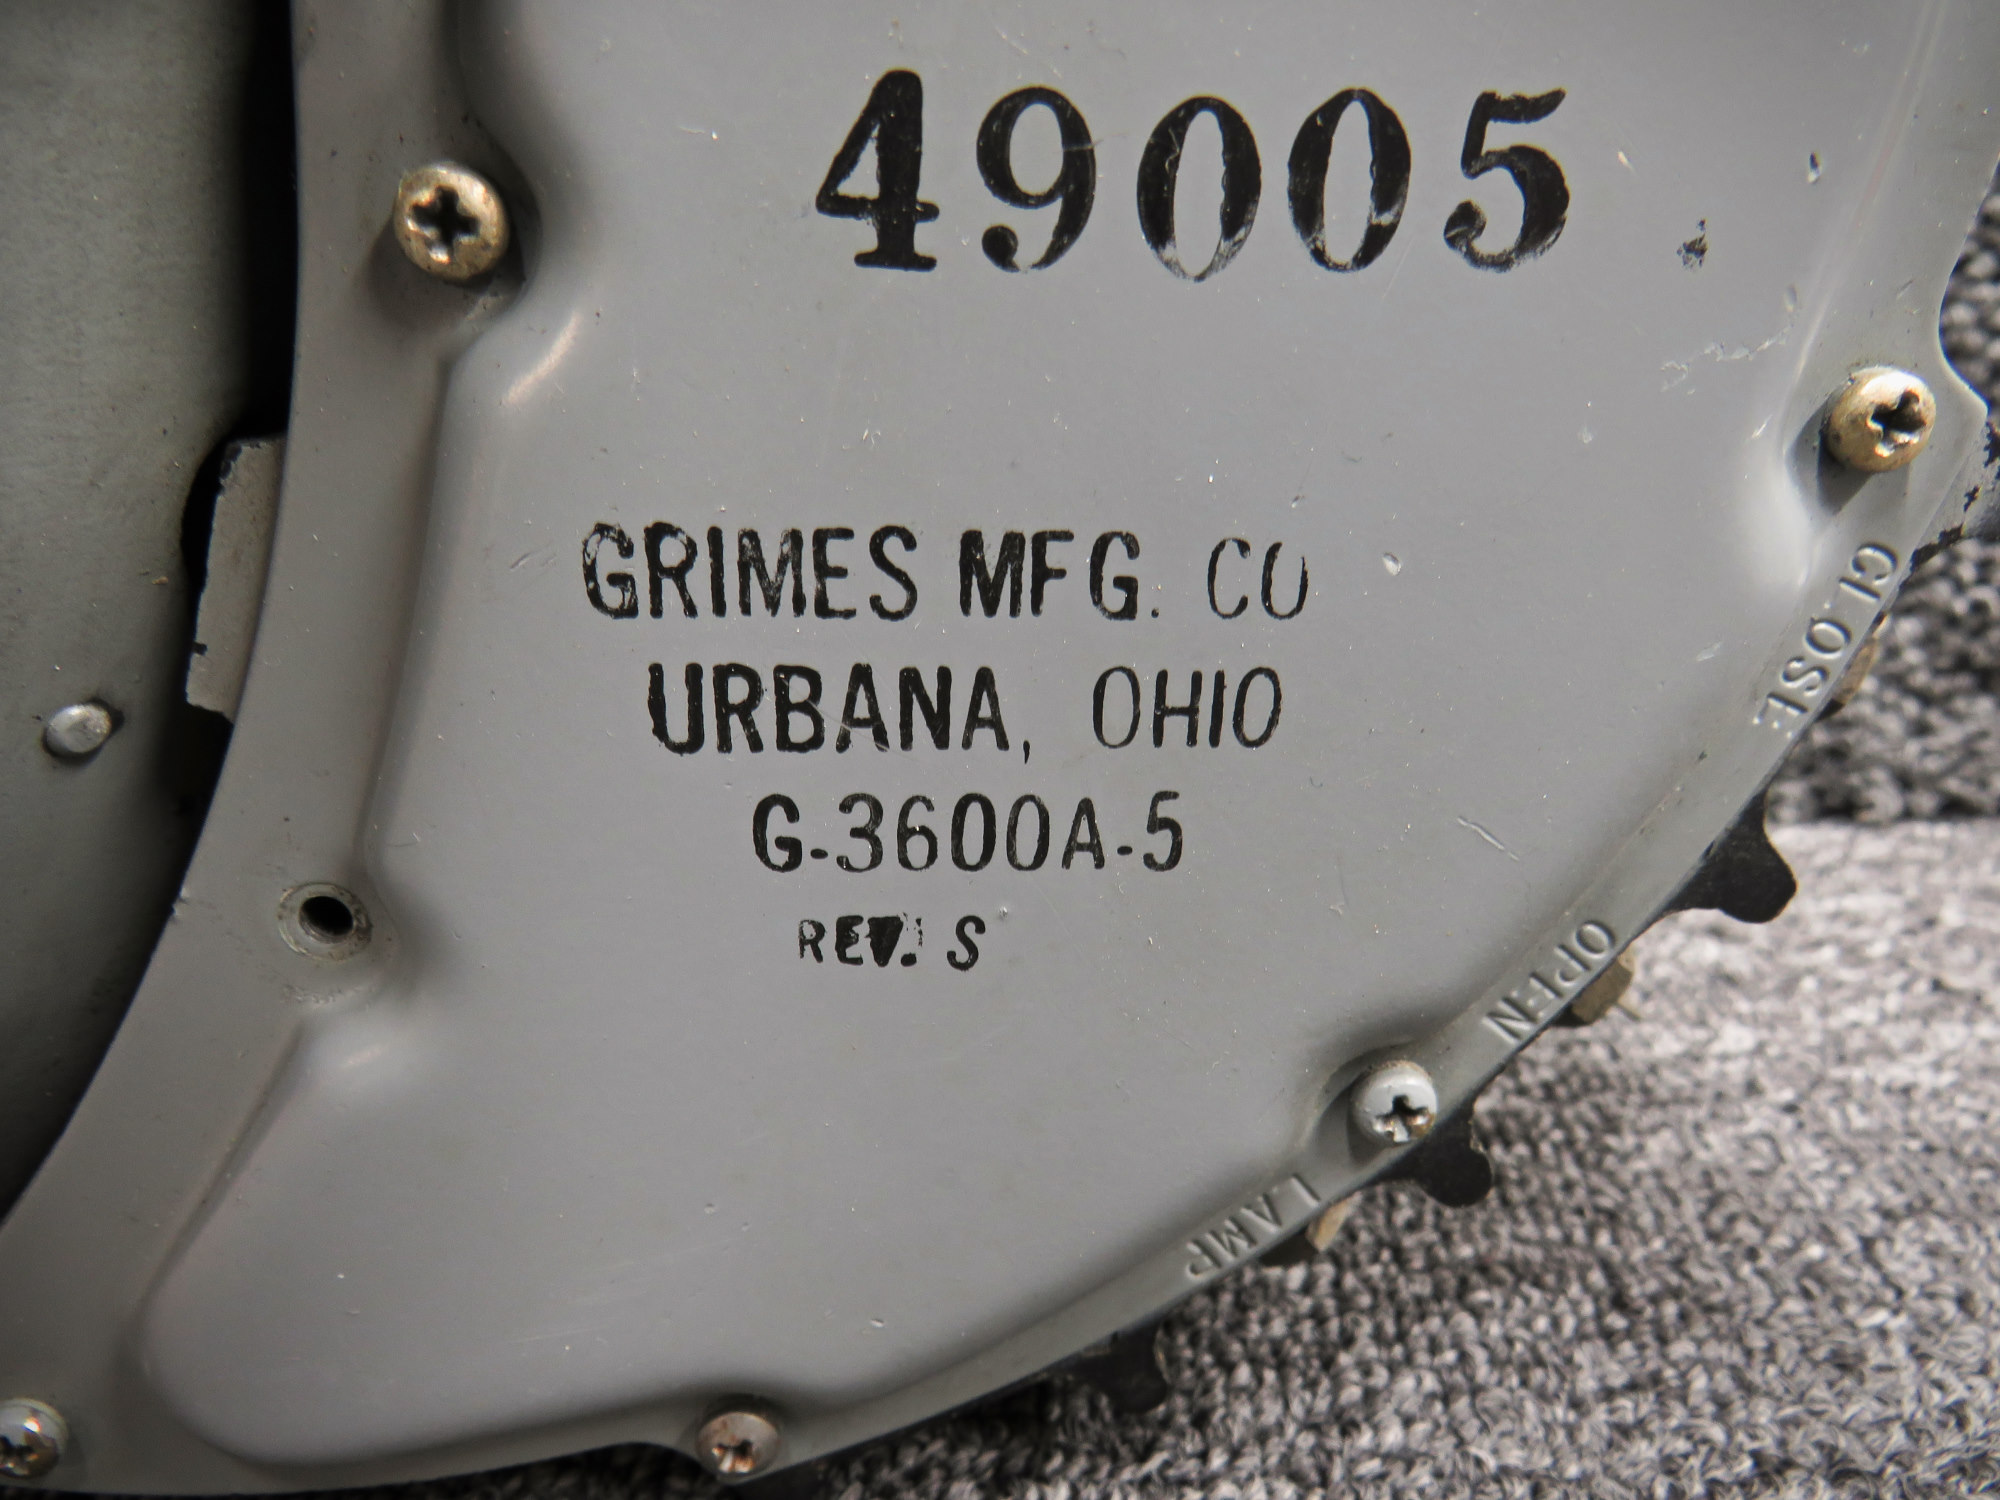 49005
GRIMES MFG. CO
URBANA, OHIO
G-3600A-5
REV. S
CLOSE
OPEN
LAMP